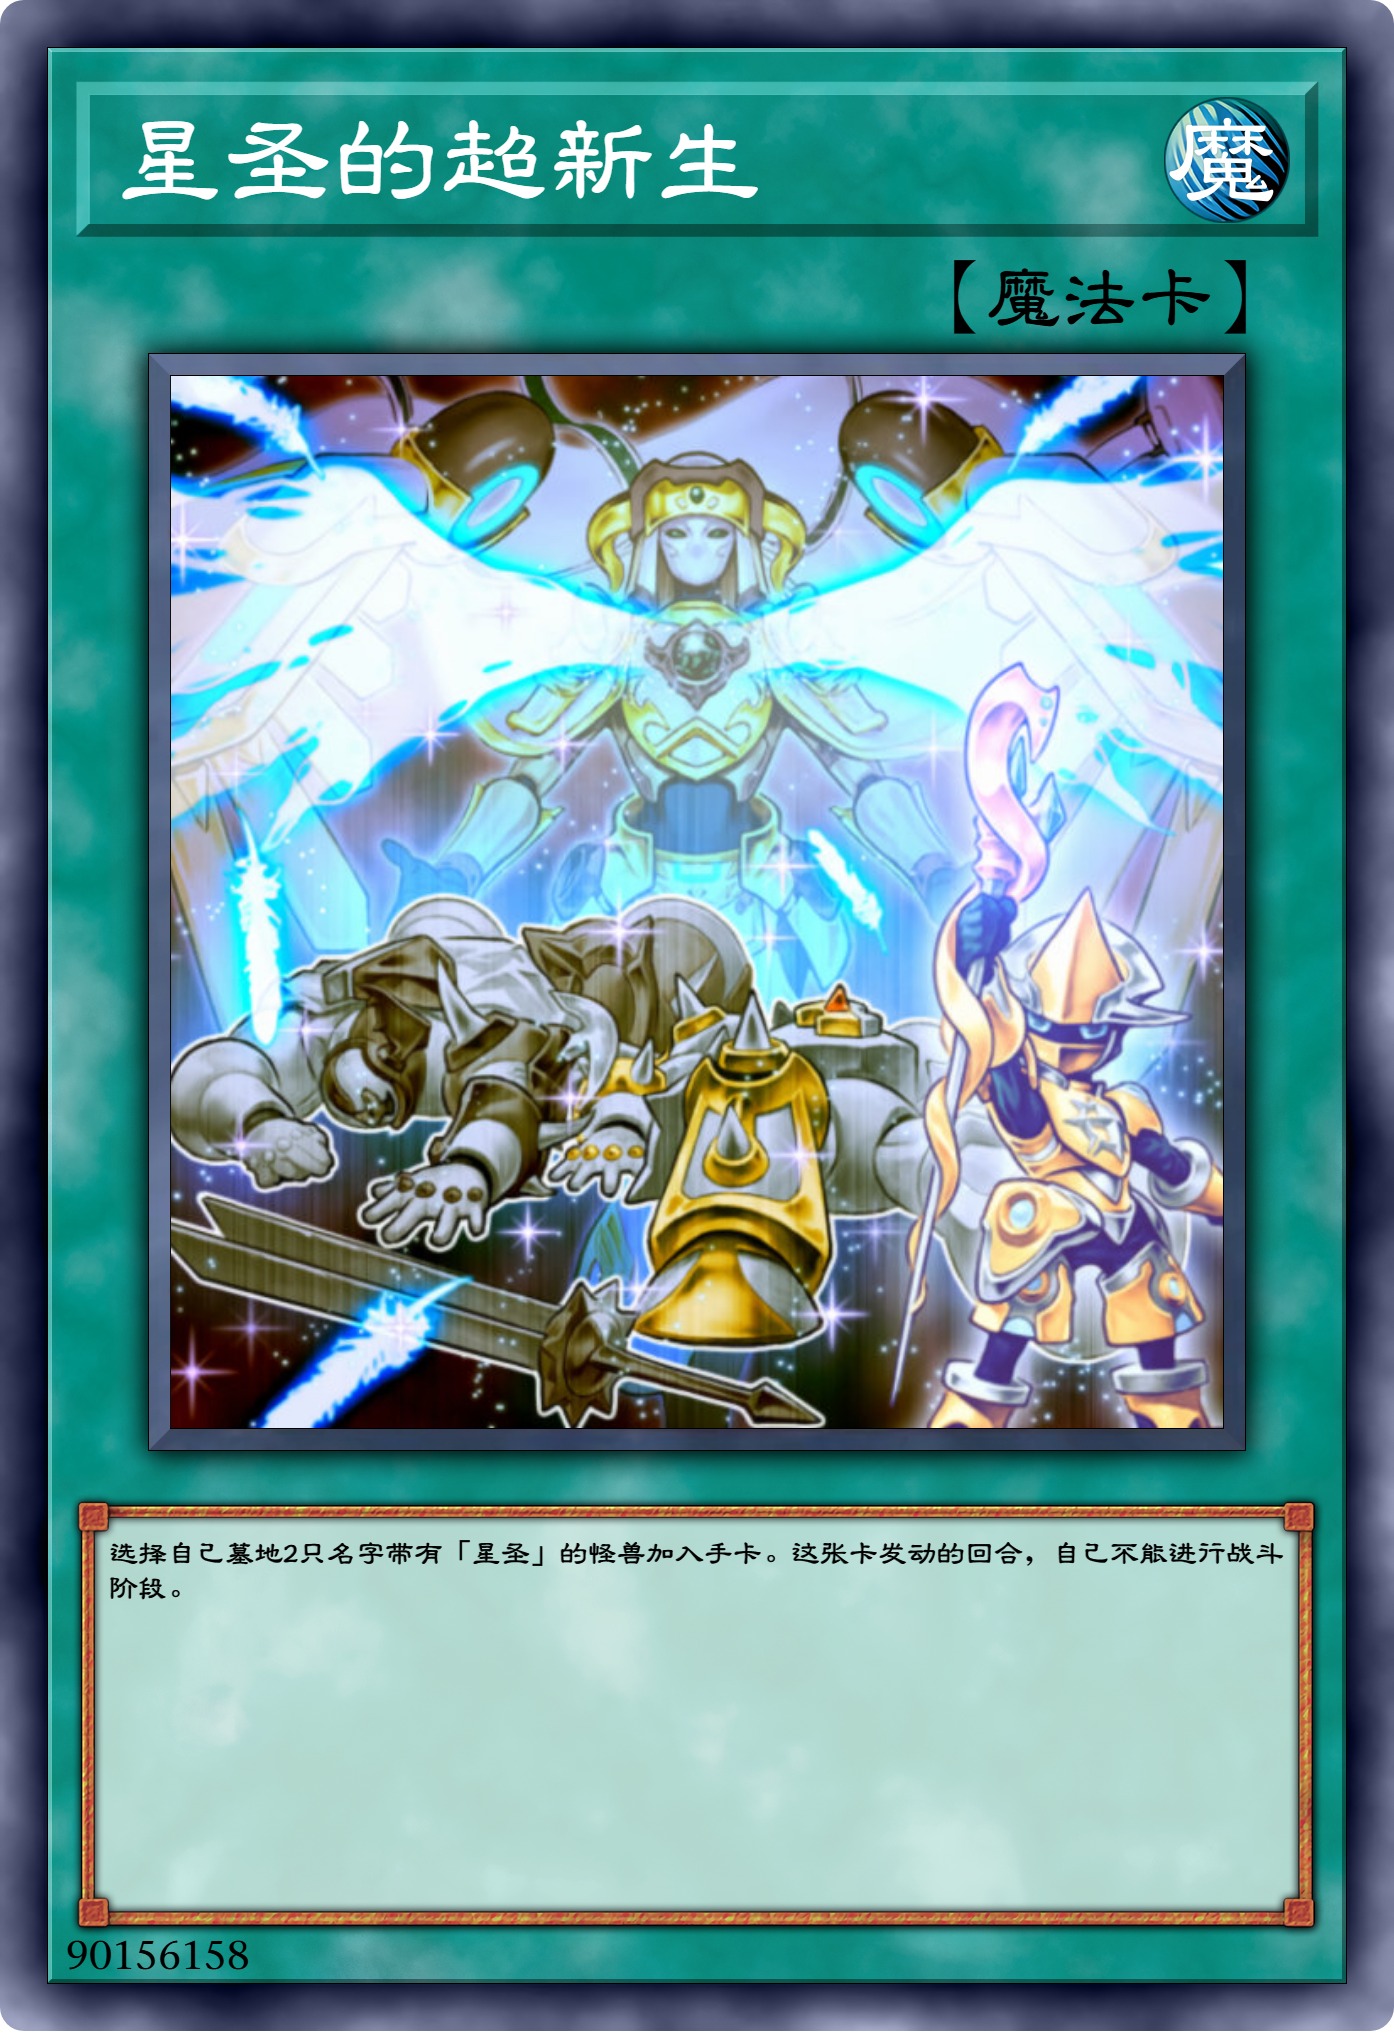 星圣的超新生
魔
【魔法卡】
选择自己墓地2只名字带有「星圣」的怪兽加入手卡。这张卡发动的回合，自己不能进行战斗
阶段。
90156158